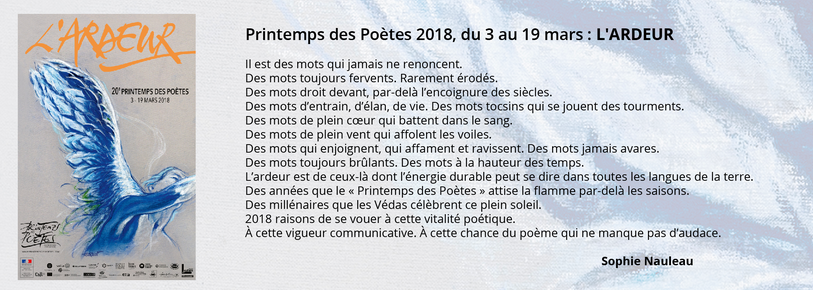 L'ARDEUR
20e PRINTEMPS DES POÈTES
3 - 19 MARS 2018
PRINTEMPS
DES
POÈTES
Printemps des Poètes 2018, du 3 au 19 mars : L'ARDEUR
Il est des mots qui jamais ne renoncent.
Des mots toujours fervents. Rarement érodés.
Des mots droit devant, par-delà l’encoignure des siècles.
Des mots d’entrain, d’élan, de vie. Des mots tocsins qui se jouent des tourments.
Des mots de plein cœur qui battent dans le sang.
Des mots de plein vent qui affolent les voiles.
Des mots qui enjoignent, qui affament et ravissent. Des mots jamais avares.
Des mots toujours brûlants. Des mots à la hauteur des temps.
L’ardeur est de ceux-là dont l’énergie durable peut se dire dans toutes les langues de la terre.
Des années que le « Printemps des Poètes » attise la flamme par-delà les saisons.
Des millénaires que les Védas célèbrent ce plein soleil.
2018 raisons de se vouer à cette vitalité poétique.
À cette vigueur communicative. À cette chance du poème qui ne manque pas d’audace.
Sophie Nauleau